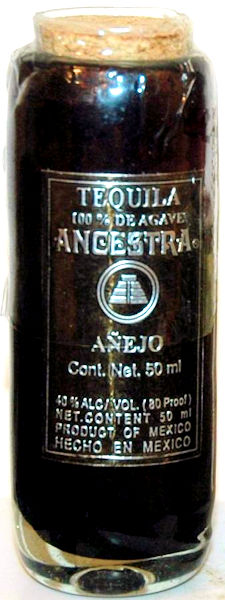 TEQUILA
100 % DE AGAVE
ANCESTRA
AÑEJO
Cont. Net. 50 ml
40 % ALC/VOL. (80 Proof)
NET.CONTENT 50 ml
PRODUCT OF MEXICO
HECHO EN MEXICO